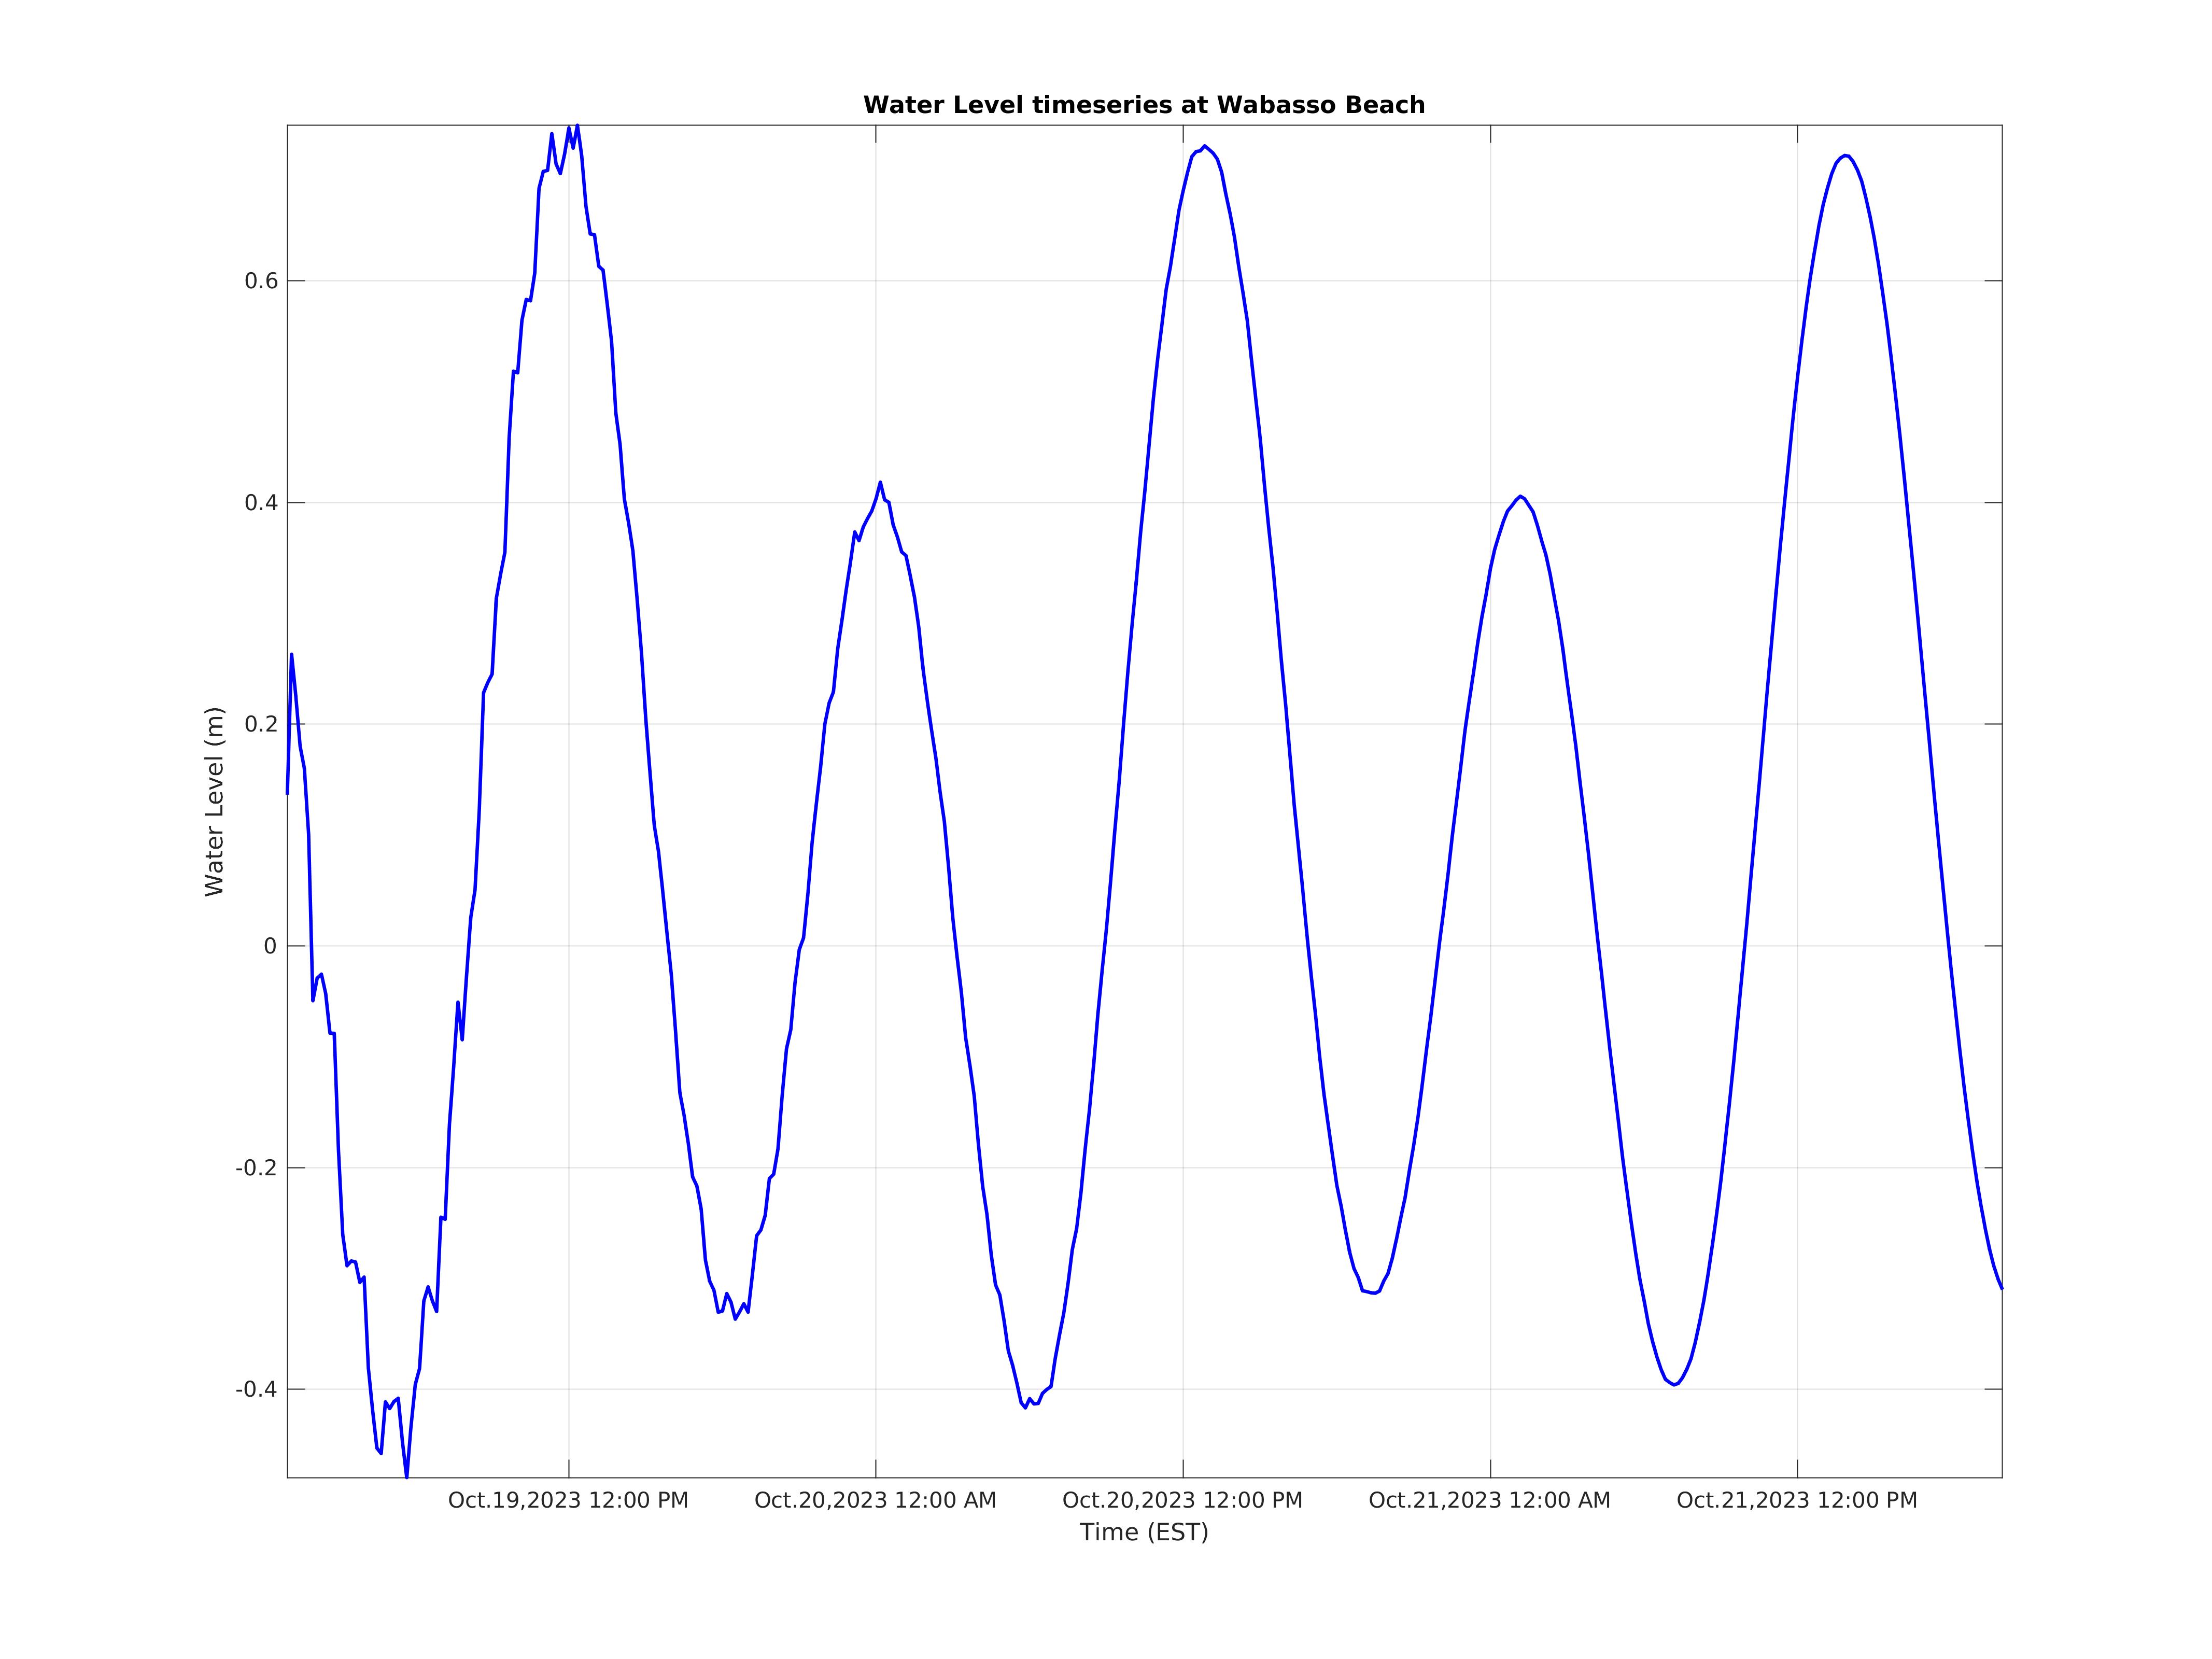 Water Level timeseries at Wabasso Beach
0.6
0.4
0.2
0
-0.2
-0.4
Water Level (m)
Oct.19,2023 12:00 PM
Oct.20,2023 12:00 AM
Oct.20,2023 12:00 PM
Oct.21,2023 12:00 AM
Oct.21,2023 12:00 PM
Time (EST)